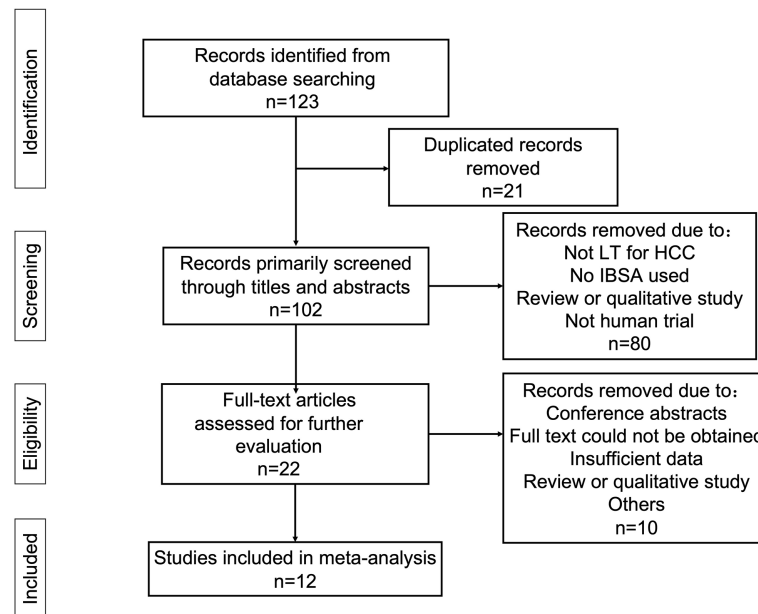 Identification
Records identified from
database searching
n=123
Duplicated records
removed
n=21
Screening
Records primarily screened
through titles and abstracts
n=102
Records removed due to:
Not LT for HCC
No IBSA used
Review or qualitative study
Not human trial
n=80
Eligibility
Full-text articles
assessed for further
evaluation
n=22
Records removed due to:
Conference abstracts
Full text could not be obtained
Insufficient data
Review or qualitative study
Others
n=10
Included
Studies included in meta-analysis
n=12